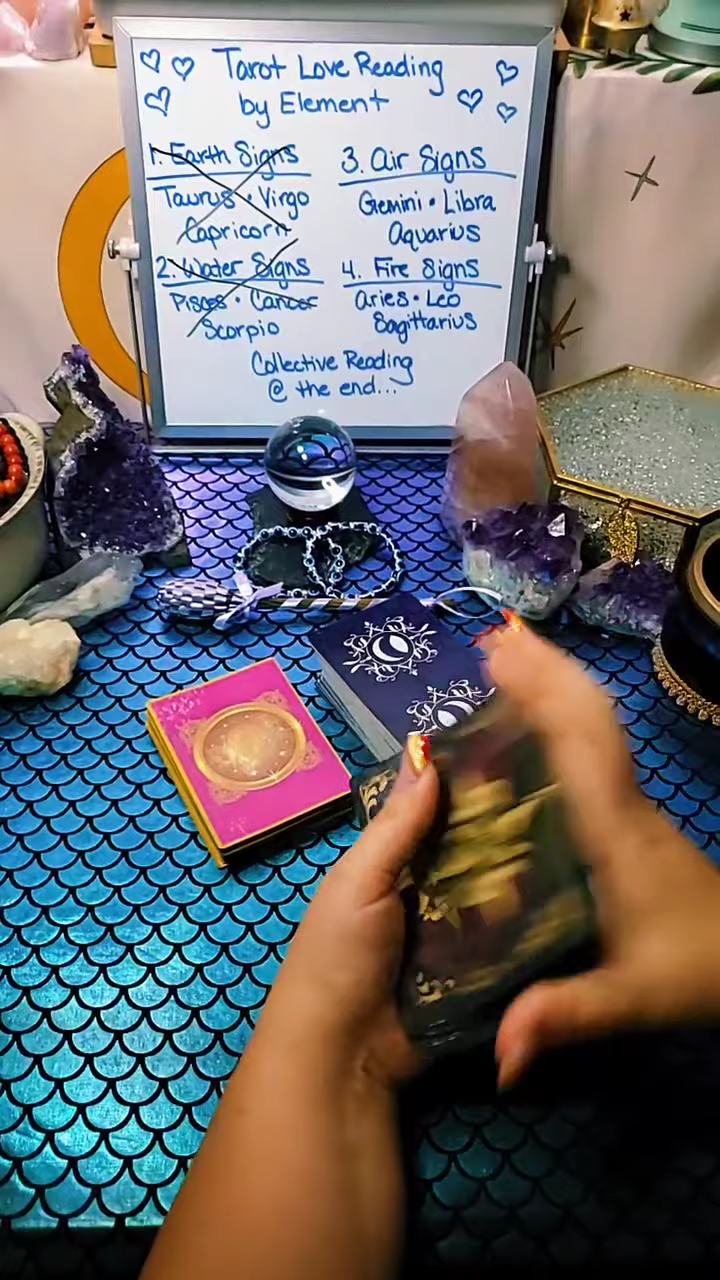 Tarot Love Reading
by Element
1. Earth Signs
Taurus • Virgo
Capricorn
2. Water Signs
Pisces • Cancer
Scorpio
3. Air Signs
Gemini • Libra
Aquarius
4. Fire Signs
Aries • Leo
Sagittarius
Collective Reading
@ the end...